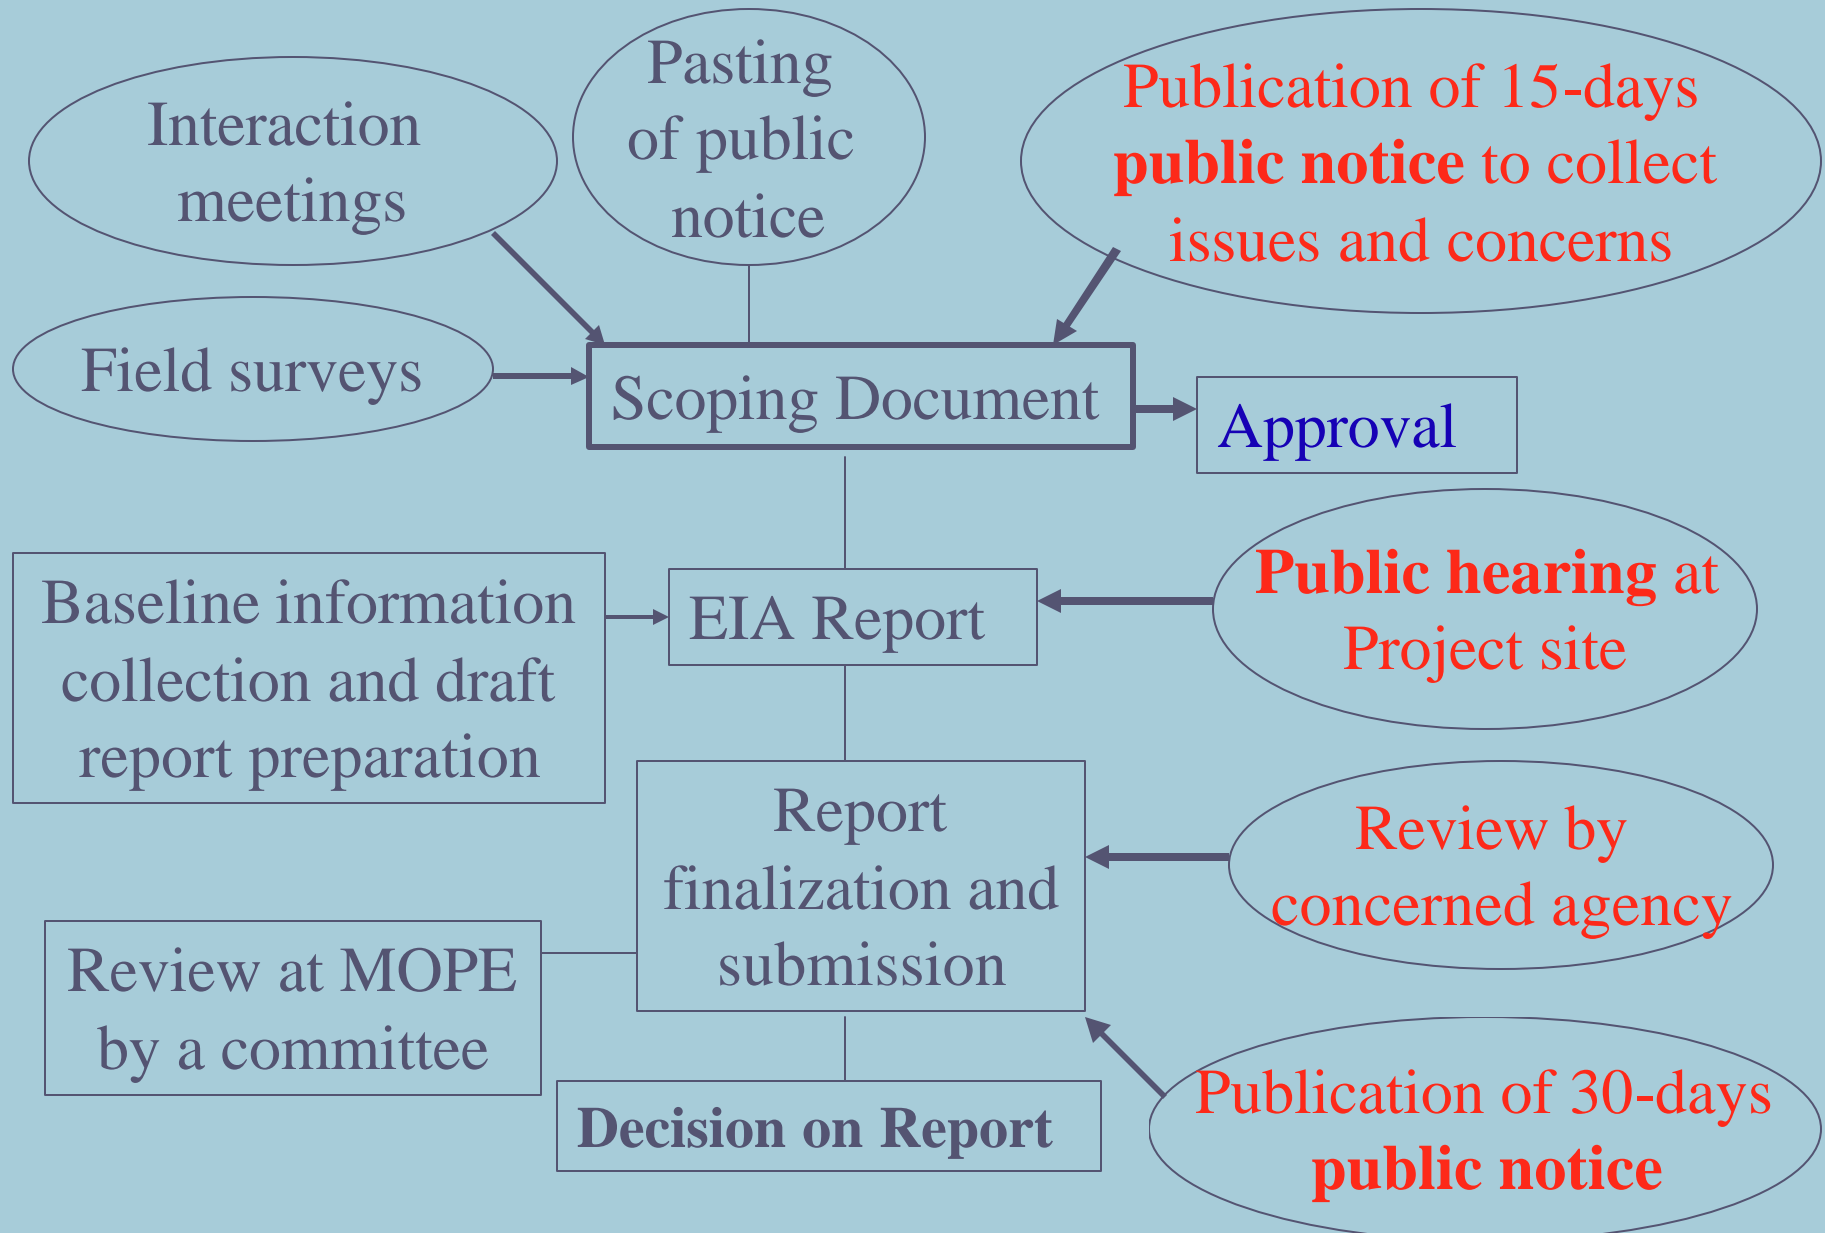 Interaction
meetings
Pasting
of public
notice
Publication of 15-days
public notice to collect
issues and concerns
Field surveys
Scoping Document
Approval
Baseline information
collection and draft
report preparation
EIA Report
Public hearing at
Project site
Report
finalization and
submission
Review by
concerned agency
Review at MOPE
by a committee
Decision on Report
Publication of 30-days
public notice